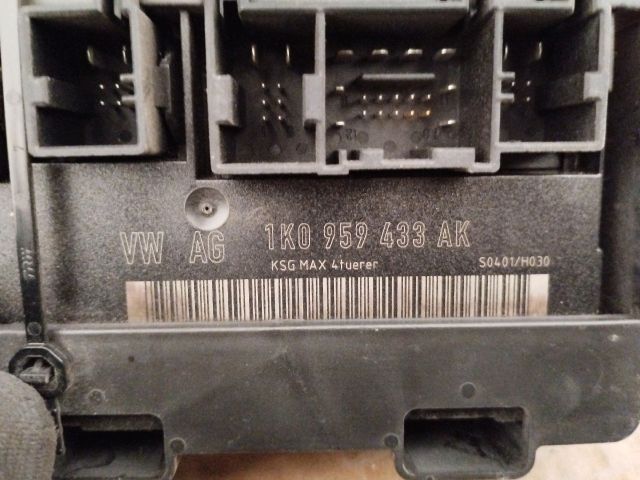 VW AG 1K0 959 433 AK
KSG MAX 4tuerer S0401/H030